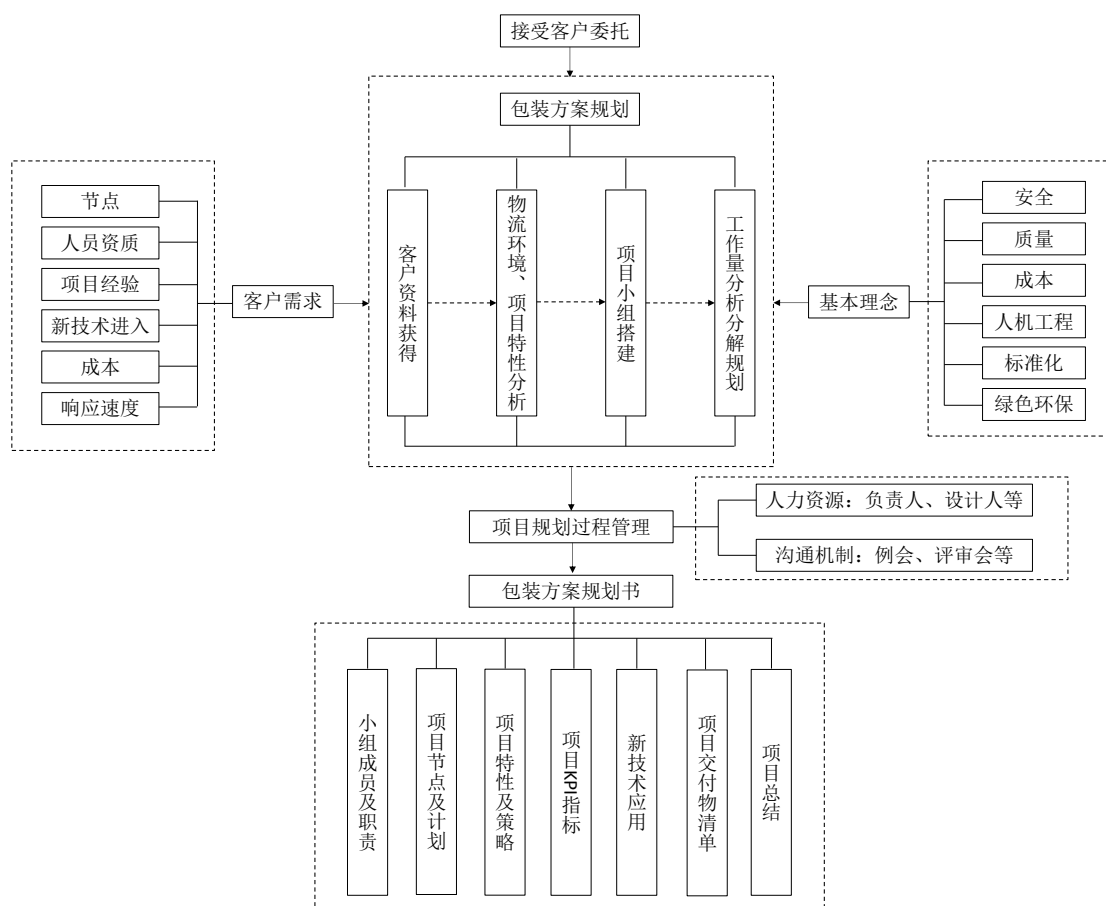 接受客户委托
包装方案规划
节点
人员资质
项目经验
新技术进入
成本
响应速度
客户需求
客户资料获得
物流环境、项目特性分析
项目小组搭建
工作量分析分解规划
基本理念
安全
质量
成本
人机工程
标准化
绿色环保
项目规划过程管理
人力资源：负责人、设计人等
沟通机制：例会、评审会等
包装方案规划书
小组成员及职责
项目节点及计划
项目特性及策略
项目KPI指标
新技术应用
项目交付物清单
项目总结